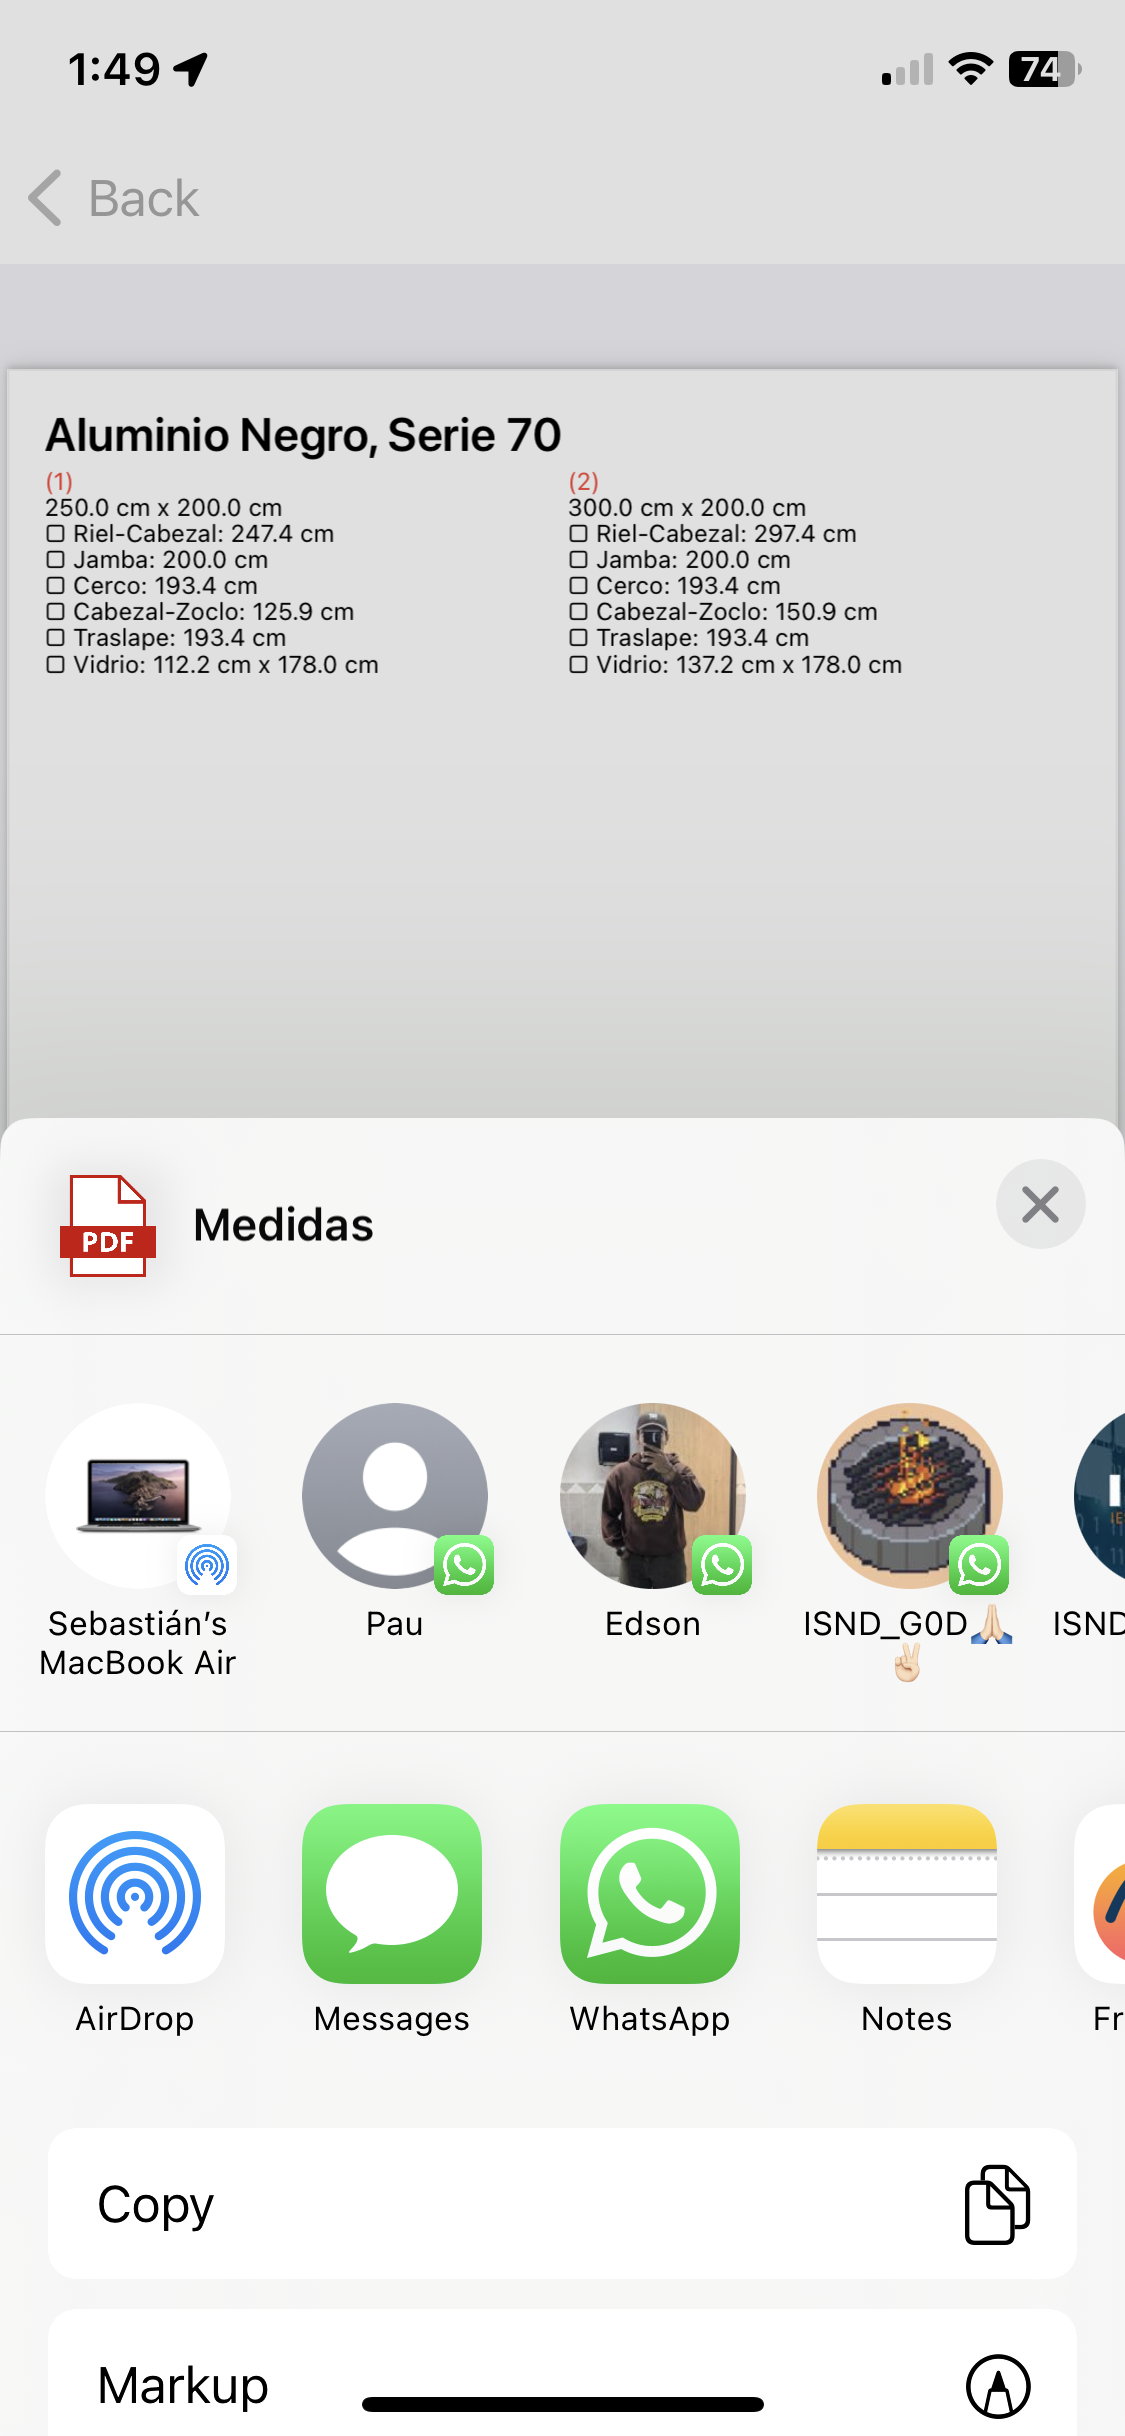 1:49
74
Back
Aluminio Negro, Serie 70
(1)
250.0 cm x 200.0 cm
Riel-Cabezal: 247.4 cm
Jamba: 200.0 cm
Cerco: 193.4 cm
Cabezal-Zoclo: 125.9 cm
Traslape: 193.4 cm
Vidrio: 112.2 cm x 178.0 cm
(2)
300.0 cm x 200.0 cm
Riel-Cabezal: 297.4 cm
Jamba: 200.0 cm
Cerco: 193.4 cm
Cabezal-Zoclo: 150.9 cm
Traslape: 193.4 cm
Vidrio: 137.2 cm x 178.0 cm
PDF
Medidas
Sebastián's
MacBook Air
Pau
Edson
ISND_G0D🙏🏻
✌🏻
ISND
AirDrop
Messages
WhatsApp
Notes
Fr
Copy
Markup